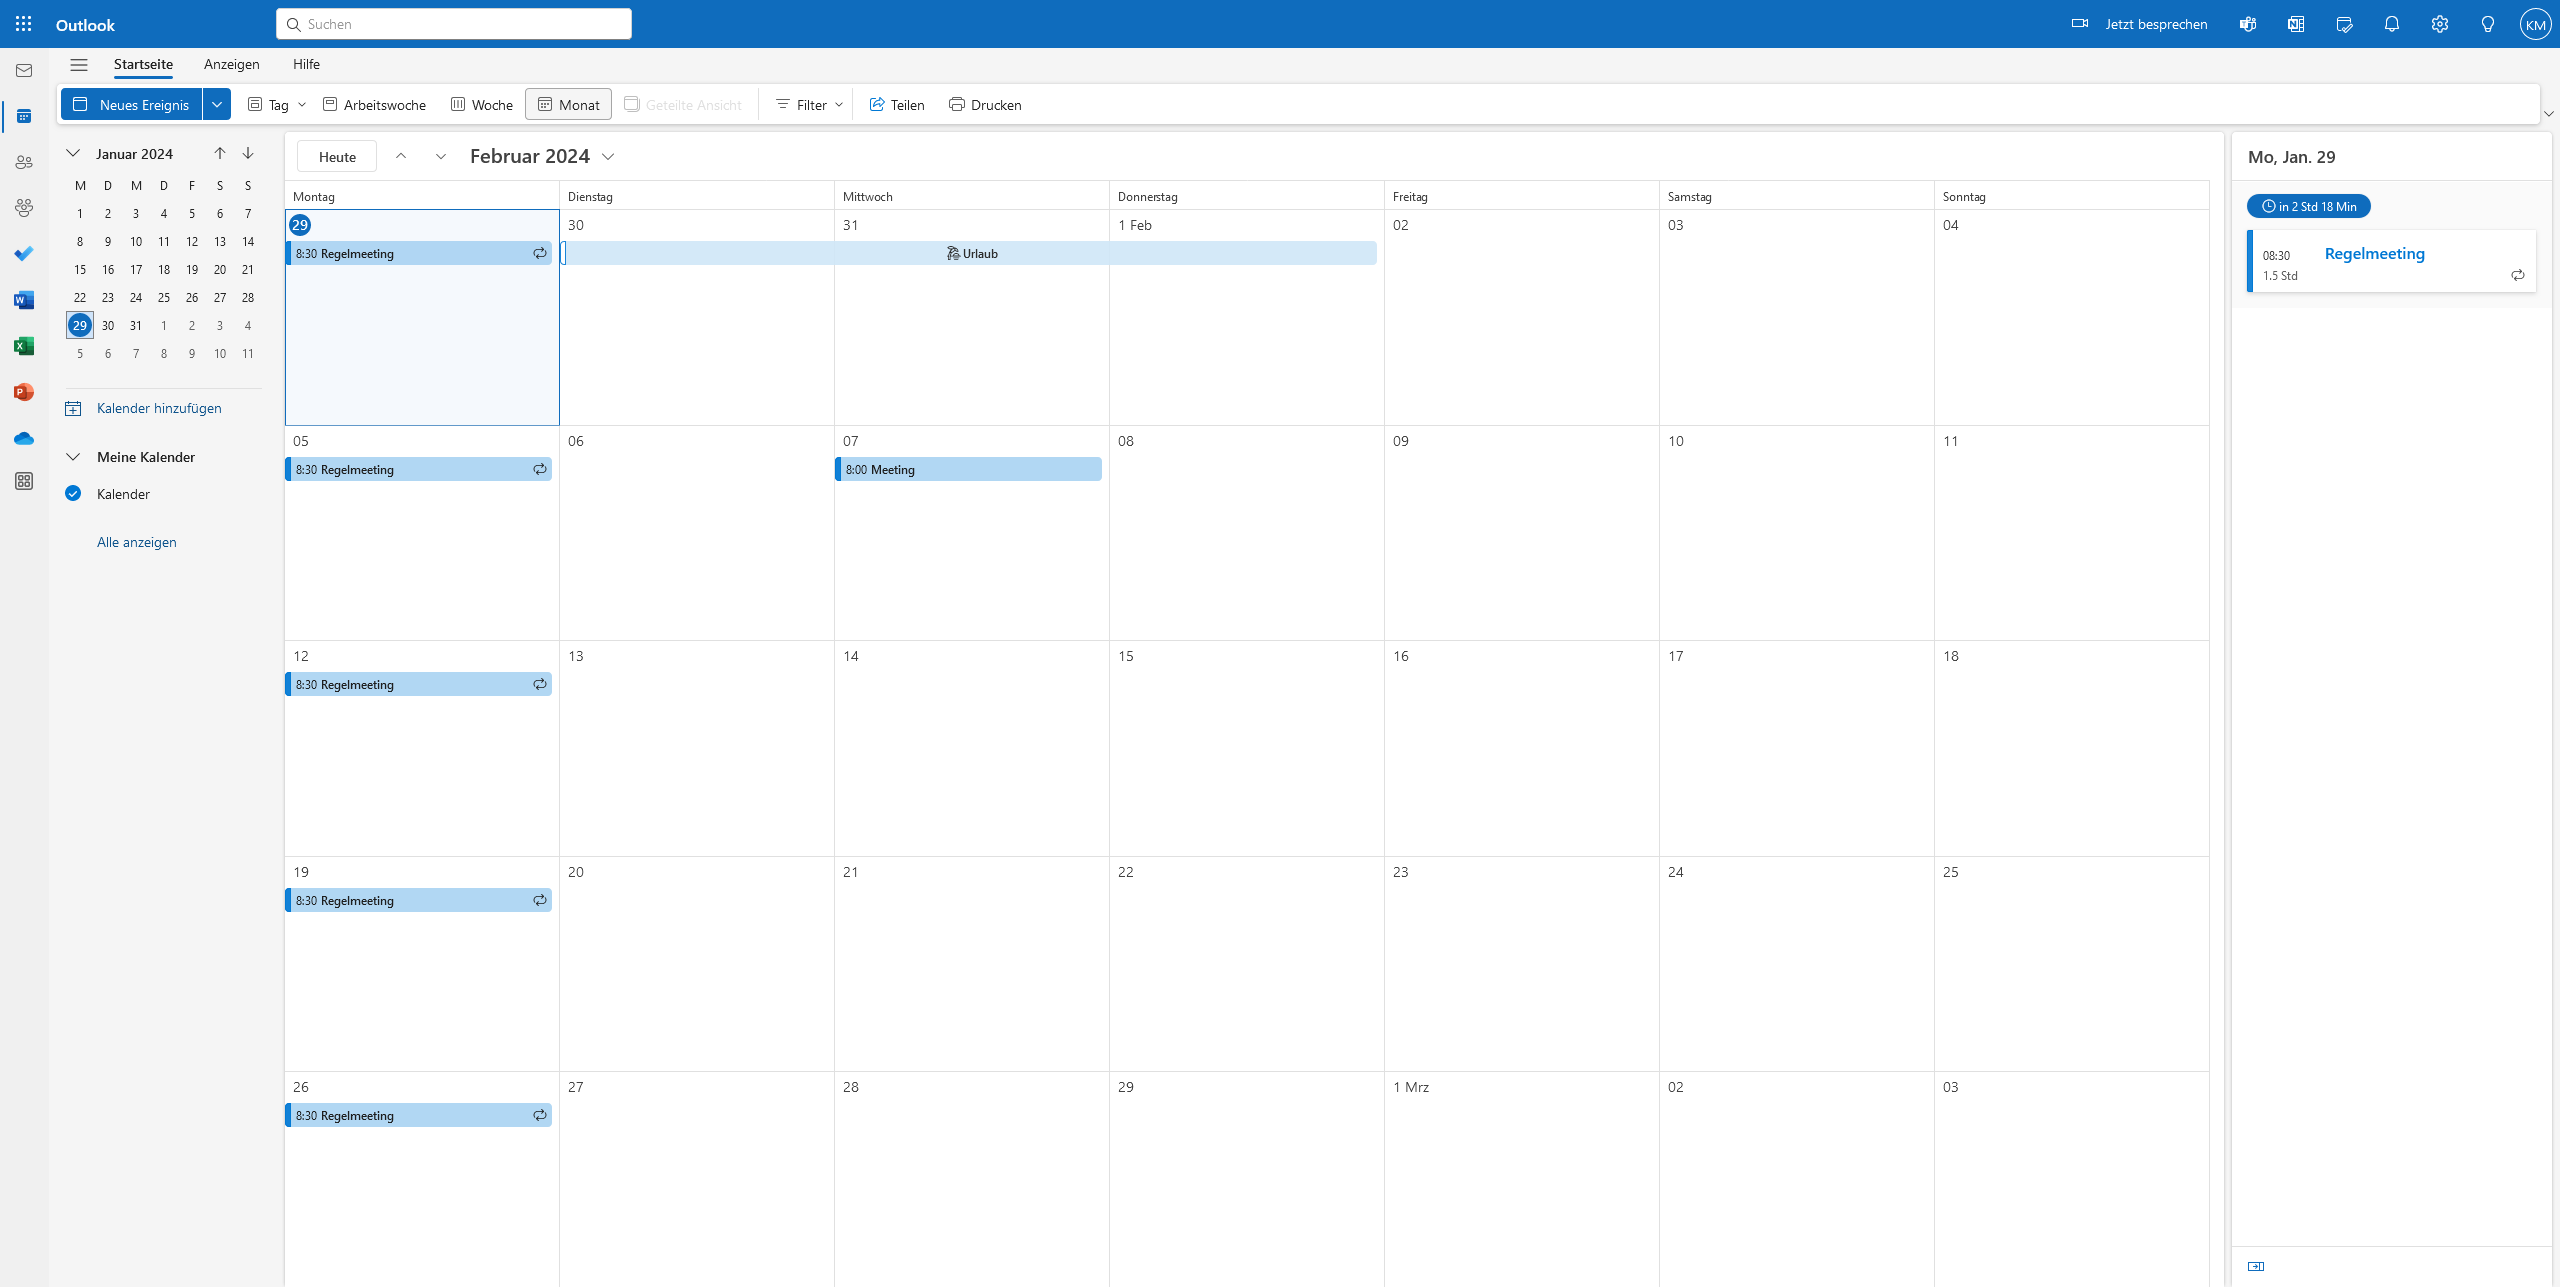 Outlook
Suchen
Jetzt besprechen
KM
Startseite Anzeigen Hilfe
Neues Ereignis Tag Arbeitswoche Woche Monat Geteilte Ansicht Filter Teilen Drucken
Januar 2024
M D M D F S S
1 2 3 4 5 6 7
8 9 10 11 12 13 14
15 16 17 18 19 20 21
22 23 24 25 26 27 28
29 30 31 1 2 3 4
5 6 7 8 9 10 11
Kalender hinzufügen
Meine Kalender
Kalender
Alle anzeigen
Heute Februar 2024
Montag Dienstag Mittwoch Donnerstag Freitag Samstag Sonntag
29 30 31 1 Feb 02 03 04
8:30 Regelmeeting Urlaub
05 06 07 08 09 10 11
8:30 Regelmeeting 8:00 Meeting
12 13 14 15 16 17 18
8:30 Regelmeeting
19 20 21 22 23 24 25
8:30 Regelmeeting
26 27 28 29 1 Mrz 02 03
8:30 Regelmeeting
Mo, Jan. 29
in 2 Std 18 Min
08:30 Regelmeeting
1.5 Std